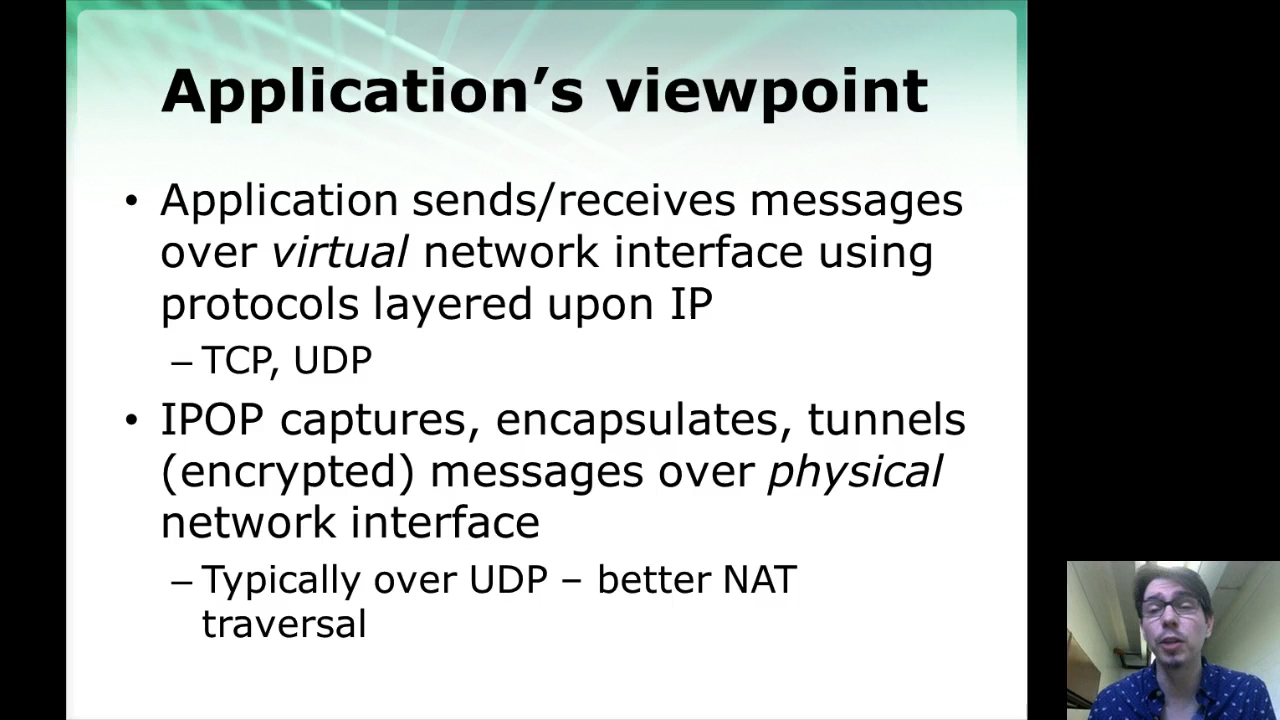 Application’s viewpoint
• Application sends/receives messages
over virtual network interface using
protocols layered upon IP
– TCP, UDP
• IPOP captures, encapsulates, tunnels
(encrypted) messages over physical
network interface
– Typically over UDP – better NAT
traversal